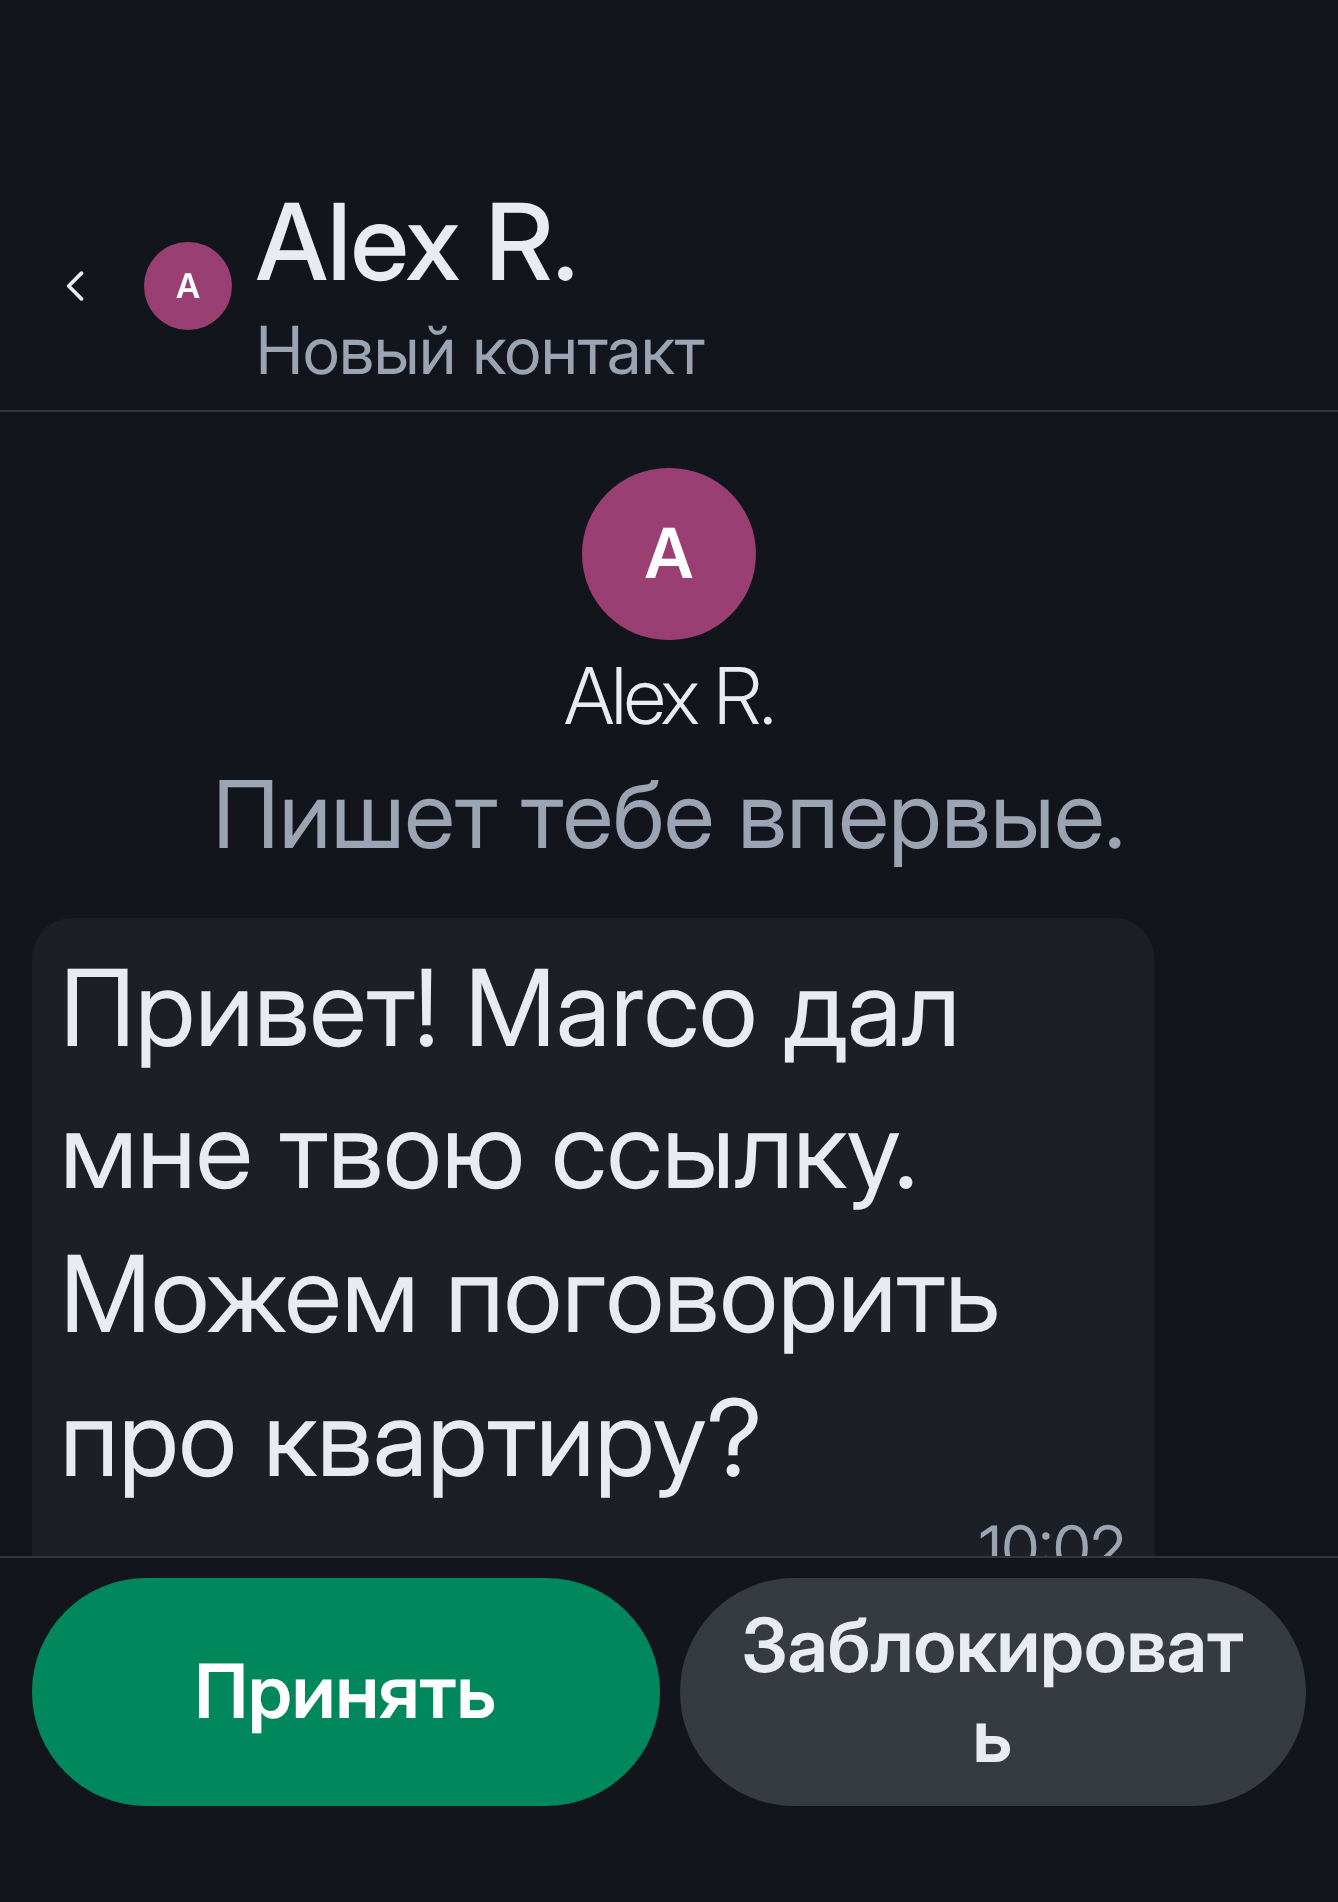 A
Alex R.
Новый контакт
A
Alex R.
Пишет тебе впервые.
Привет! Marco дал
мне твою ссылку.
Можем поговорить
про квартиру?
10:02
Принять
Заблокироват
ь